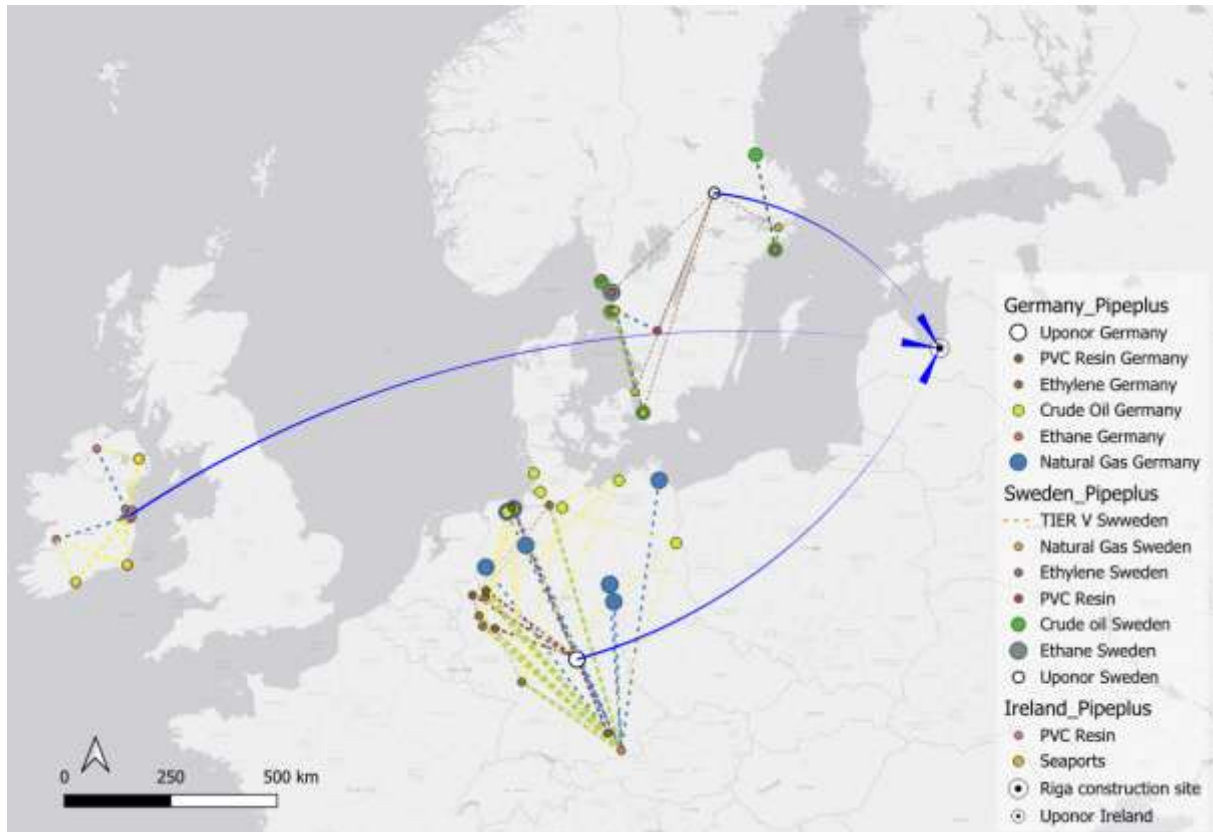 Germany_Pipeplus
Uponor Germany
PVC Resin Germany
Ethylene Germany
Crude Oil Germany
Ethane Germany
Natural Gas Germany
Sweden_Pipeplus
TIER V Swweden
Natural Gas Sweden
Ethylene Sweden
PVC Resin
Crude oil Sweden
Ethane Sweden
Uponor Sweden
Ireland_Pipeplus
PVC Resin
Seaports
Riga construction site
Uponor Ireland
0 250 500 km